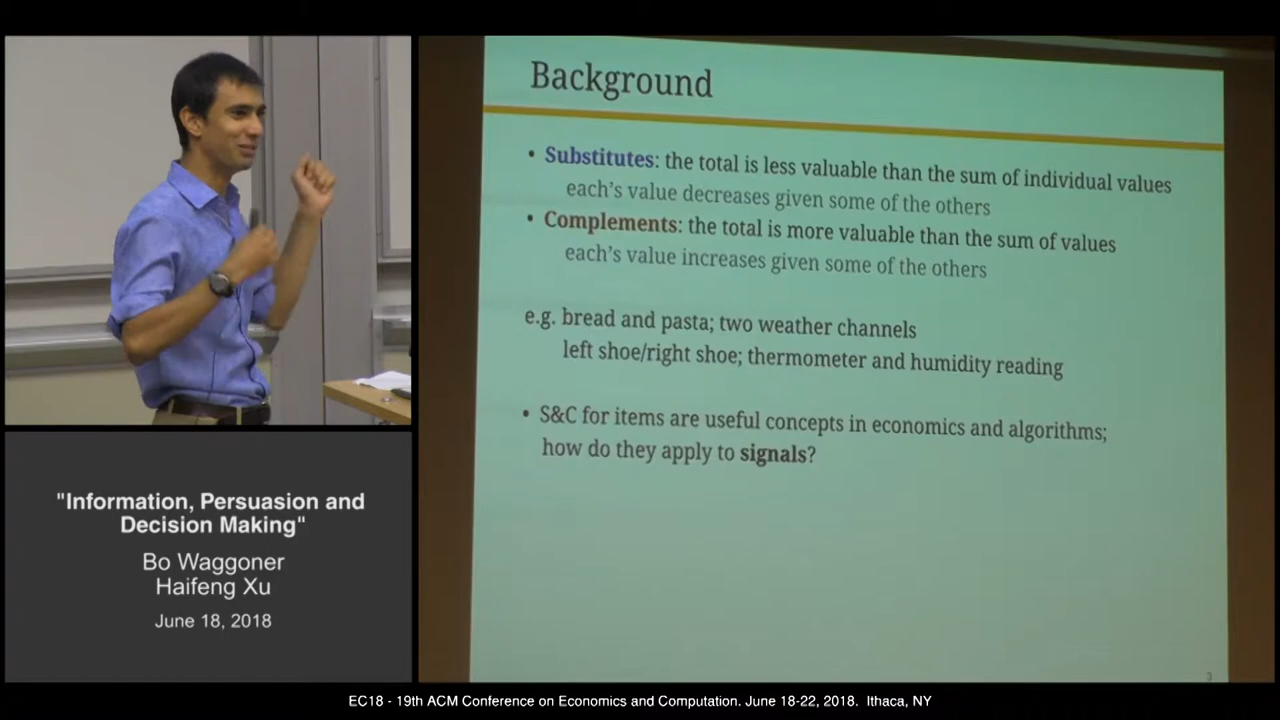 Background
• Substitutes: the total is less valuable than the sum of individual values
each's value decreases given some of the others
• Complements: the total is more valuable than the sum of values
each's value increases given some of the others
e.g. bread and pasta; two weather channels
left shoe/right shoe; thermometer and humidity reading
• S&C for items are useful concepts in economics and algorithms;
how do they apply to signals?
3
"Information, Persuasion and
Decision Making"
Bo Waggoner
Haifeng Xu
June 18, 2018
EC18 - 19th ACM Conference on Economics and Computation. June 18-22, 2018. Ithaca, NY